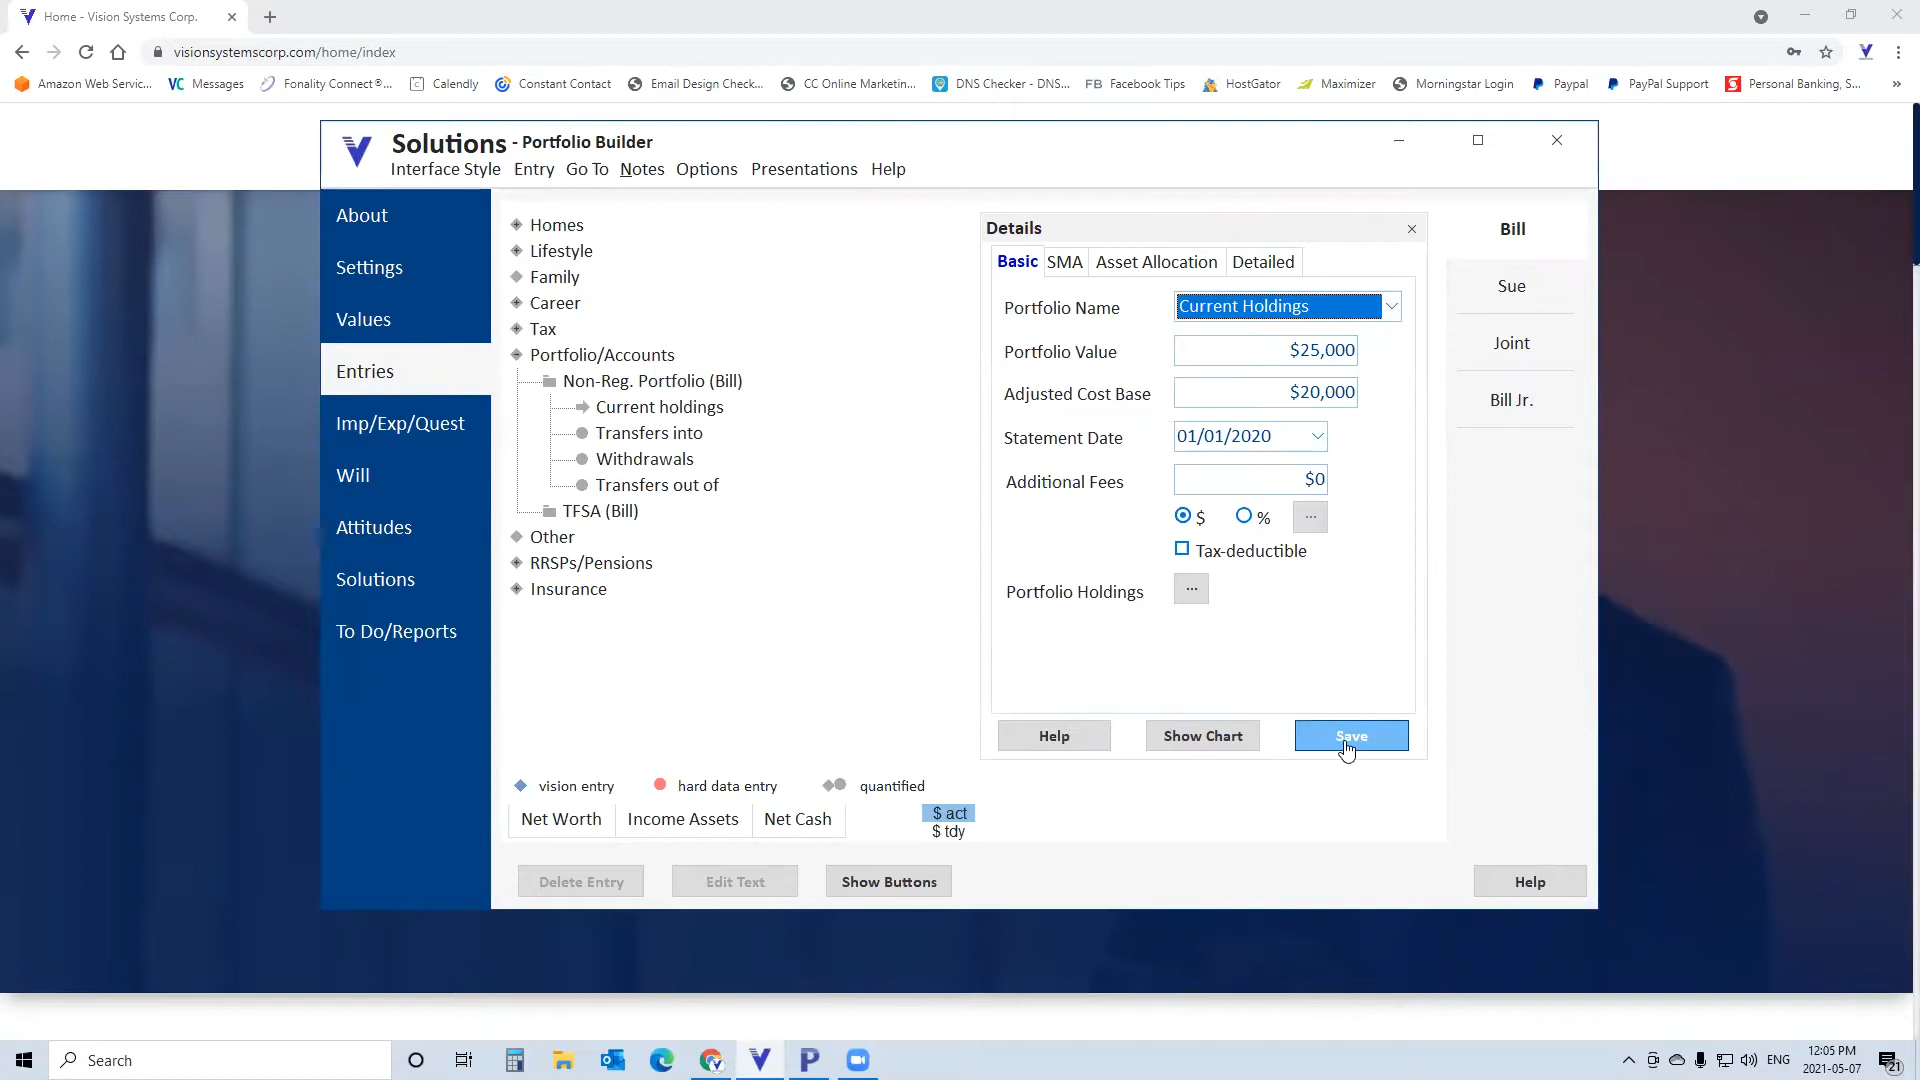 Home - Vision Systems Corp.
visionsystemscorp.com/home/index
Amazon Web Servic...
VC Messages
Fonality Connect®...
Calendly
Constant Contact
Email Design Check...
CC Online Marketin...
DNS Checker - DNS...
FB Facebook Tips
HostGator
Maximizer
Morningstar Login
Paypal
PayPal Support
Personal Banking, S...
Solutions - Portfolio Builder
Interface Style Entry Go To Notes Options Presentations Help
About
Settings
Values
Entries
Imp/Exp/Quest
Will
Attitudes
Solutions
To Do/Reports
Homes
Lifestyle
Family
Career
Tax
Portfolio/Accounts
Non-Reg. Portfolio (Bill)
Current holdings
Transfers into
Withdrawals
Transfers out of
TFSA (Bill)
Other
RRSPs/Pensions
Insurance
Details
Basic SMA Asset Allocation Detailed
Portfolio Name Current Holdings
Portfolio Value $25,000
Adjusted Cost Base $20,000
Statement Date 01/01/2020
Additional Fees $0
$ % ...
Tax-deductible
Portfolio Holdings ...
Help Show Chart Save
Bill
Sue
Joint
Bill Jr.
vision entry hard data entry quantified
Net Worth Income Assets Net Cash
$ act
$ tdy
Delete Entry Edit Text Show Buttons Help
Search
ENG
12:05 PM
2021-05-07
21